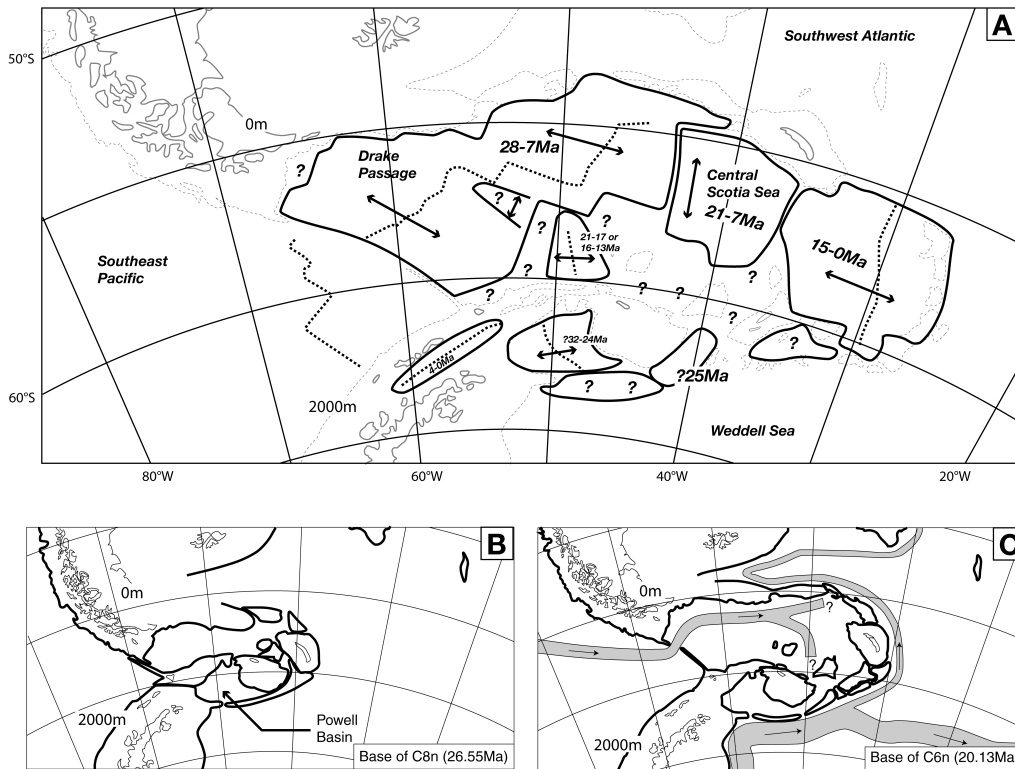 A
Southwest Atlantic
50°S
0m
28-7Ma
Drake
Passage
?
Central
Scotia Sea
21-7Ma
?
?
?
21-17 or
16-13Ma
15-0Ma
Southeast
Pacific
?
?
?
?
?
?
?
?32-24Ma
?
4-0Ma
?25Ma
?
?
2000m
60°S
Weddell Sea
80°W
60°W
40°W
20°W
B
0m
2000m
Powell
Basin
Base of C8n (26.55Ma)
C
0m
?
?
2000m
Base of C6n (20.13Ma